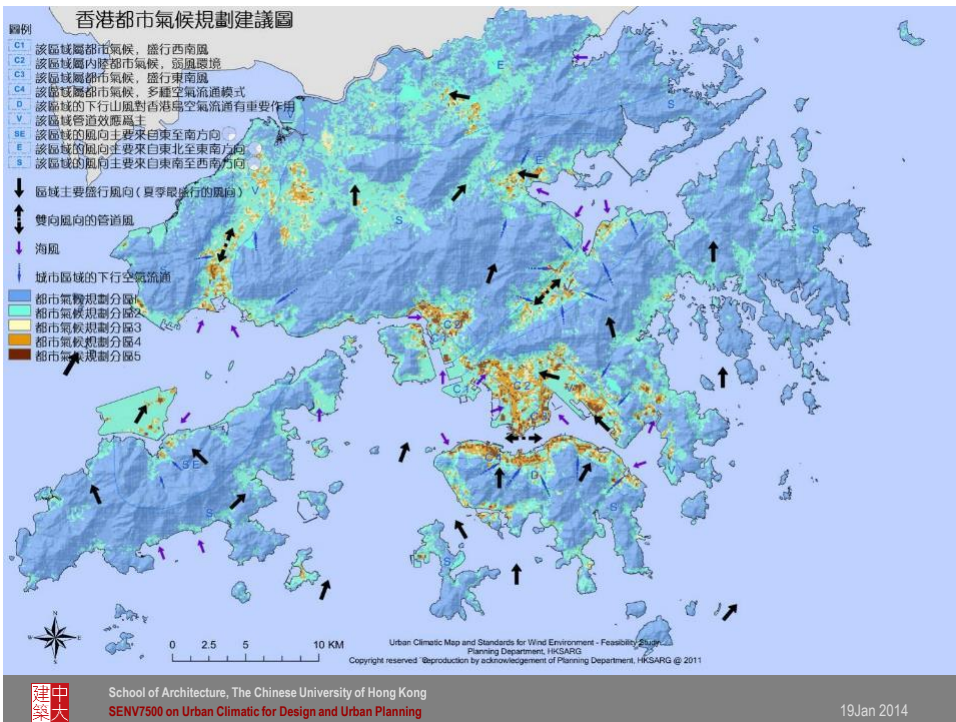 香港都市氣候規劃建議圖
圖例
C1 該區域屬都市氣候，盛行西南風
C2 該區域屬內陸都市氣候，弱風環境
C3 該區域屬都市氣候，盛行東南風
C4 該區域屬都市氣候，多種空氣流通模式
D 該區域的下行山風對香港島空氣流通有重要作用
V 該區域管道效應爲主
SE 該區域的風向主要來自東至南方向
E 該區域的風向主要來自東北至東南方向
S 該區域的風向主要來自東南至西南方向
區域主要盛行風向(夏季最盛行的風向)
雙向風向的管道風
海風
城市區域的下行空氣流通
都市氣候規劃分區1
都市氣候規劃分區2
都市氣候規劃分區3
都市氣候規劃分區4
都市氣候規劃分區5
E
S
E
V
S
S
C1
C2
SE
S
D
S
S
N
W
E
S
0 2.5 5 10 KM
Urban Climatic Map and Standards for Wind Environment - Feasibility Study
Planning Department, HKSARG
Copyright reserved Reproduction by acknowledgement of Planning Department, HKSARG @ 2011
中大建築
School of Architecture, The Chinese University of Hong Kong
SENV7500 on Urban Climatic for Design and Urban Planning
19Jan 2014